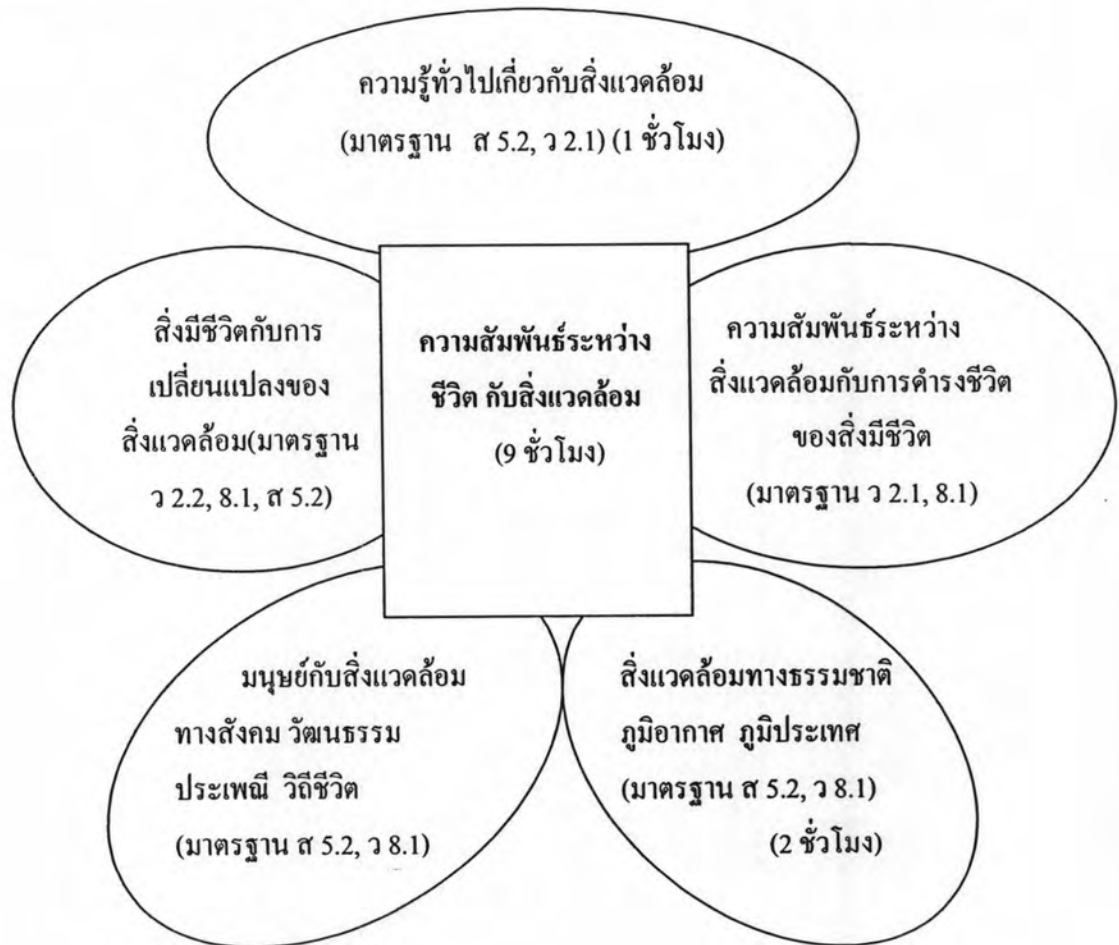 ความรู้ทั่วไปเกี่ยวกับสิ่งแวดล้อม
(มาตรฐาน ส 5.2, ว 2.1) (1 ชั่วโมง)
สิ่งมีชีวิตกับการ
เปลี่ยนแปลงของ
สิ่งแวดล้อม(มาตรฐาน
ว 2.2, 8.1, ส 5.2)
ความสัมพันธ์ระหว่าง
ชีวิต กับสิ่งแวดล้อม
(9 ชั่วโมง)
ความสัมพันธ์ระหว่าง
สิ่งแวดล้อมกับการดำรงชีวิต
ของสิ่งมีชีวิต
(มาตรฐาน ว 2.1, 8.1)
มนุษย์กับสิ่งแวดล้อม
ทางสังคม วัฒนธรรม
ประเพณี วิถีชีวิต
(มาตรฐาน ส 5.2, ว 8.1)
สิ่งแวดล้อมทางธรรมชาติ
ภูมิอากาศ ภูมิประเทศ
(มาตรฐาน ส 5.2, ว 8.1)
(2 ชั่วโมง)